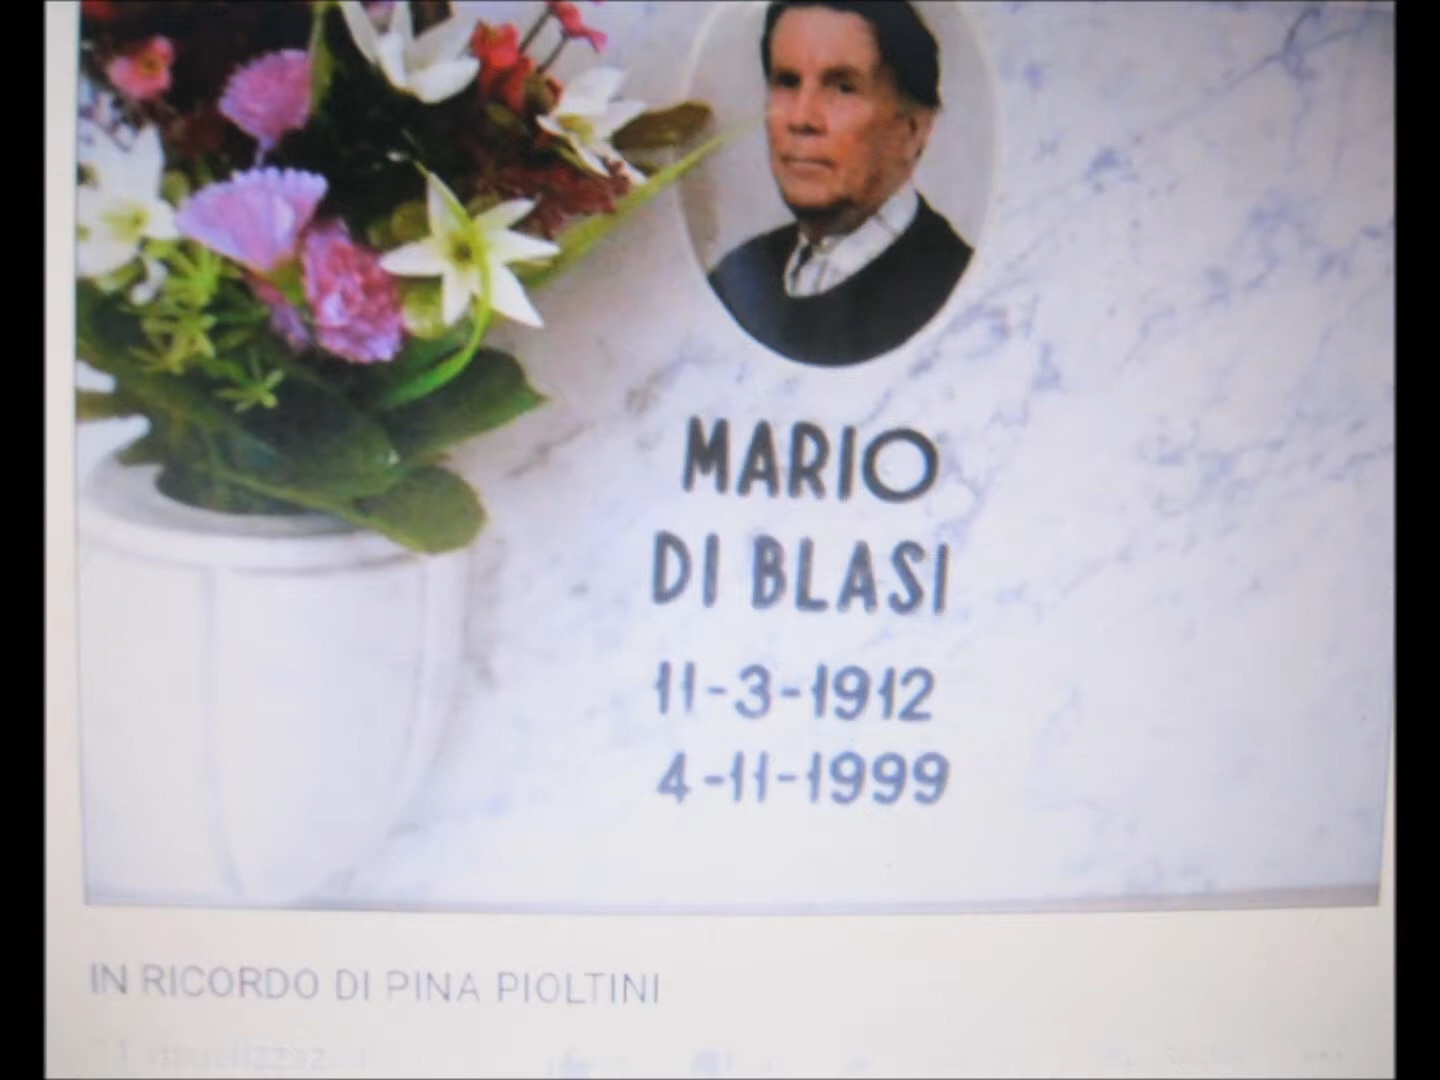 MARIO
DI BLASI
11-3-1912
4-11-1999
IN RICORDO DI PINA PIOLTINI